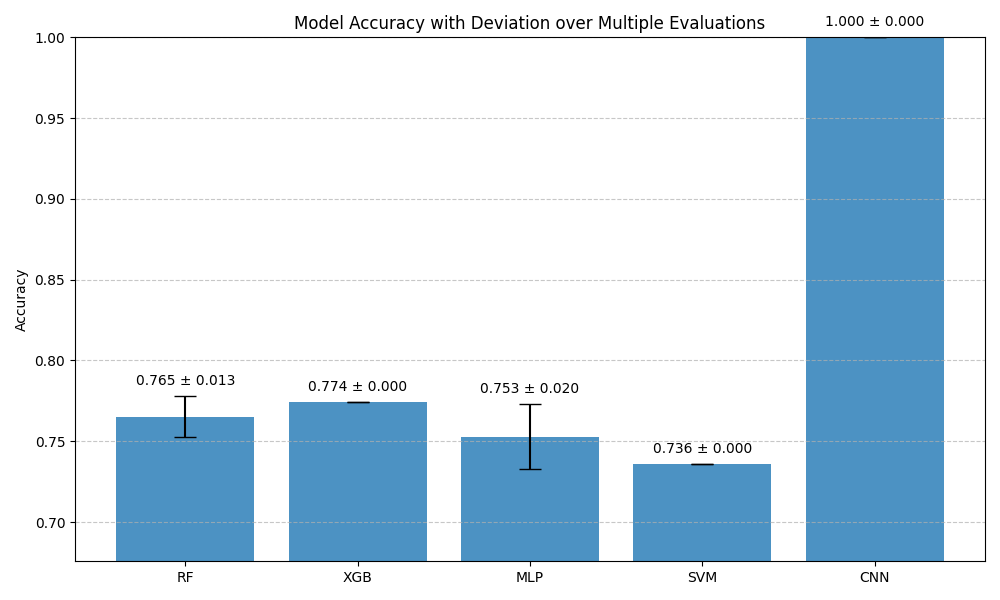 Model Accuracy with Deviation over Multiple Evaluations
1.000 ± 0.000
1.00
0.95
0.90
0.85
0.80
0.75
0.70
Accuracy
0.765 ± 0.013
0.774 ± 0.000
0.753 ± 0.020
0.736 ± 0.000
RF
XGB
MLP
SVM
CNN